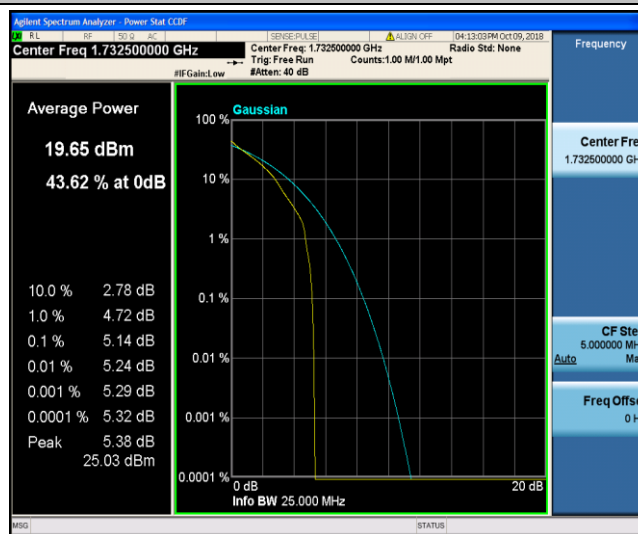 Agilent Spectrum Analyzer - Power Stat CCDF
RL RF 50 Ω AC SENSE:PULSE ALIGN OFF 04:13:03PM Oct 09, 2018
Center Freq 1.732500000 GHz
Center Freq: 1.732500000 GHz Radio Std: None
Trig: Free Run Counts:1.00 M/1.00 Mpt
#IFGain:Low #Atten: 40 dB
Frequency
Average Power
19.65 dBm
43.62 % at 0dB
10.0 % 2.78 dB
1.0 % 4.72 dB
0.1 % 5.14 dB
0.01 % 5.24 dB
0.001 % 5.29 dB
0.0001 % 5.32 dB
Peak 5.38 dB
25.03 dBm
Gaussian
100 %
10 %
1 %
0.1 %
0.01 %
0.001 %
0.0001 %
0 dB 20 dB
Info BW 25.000 MHz
Center Fre
1.732500000 GH
CF Ste
5.000000 MH
Auto Ma
Freq Offse
0 H
MSG STATUS